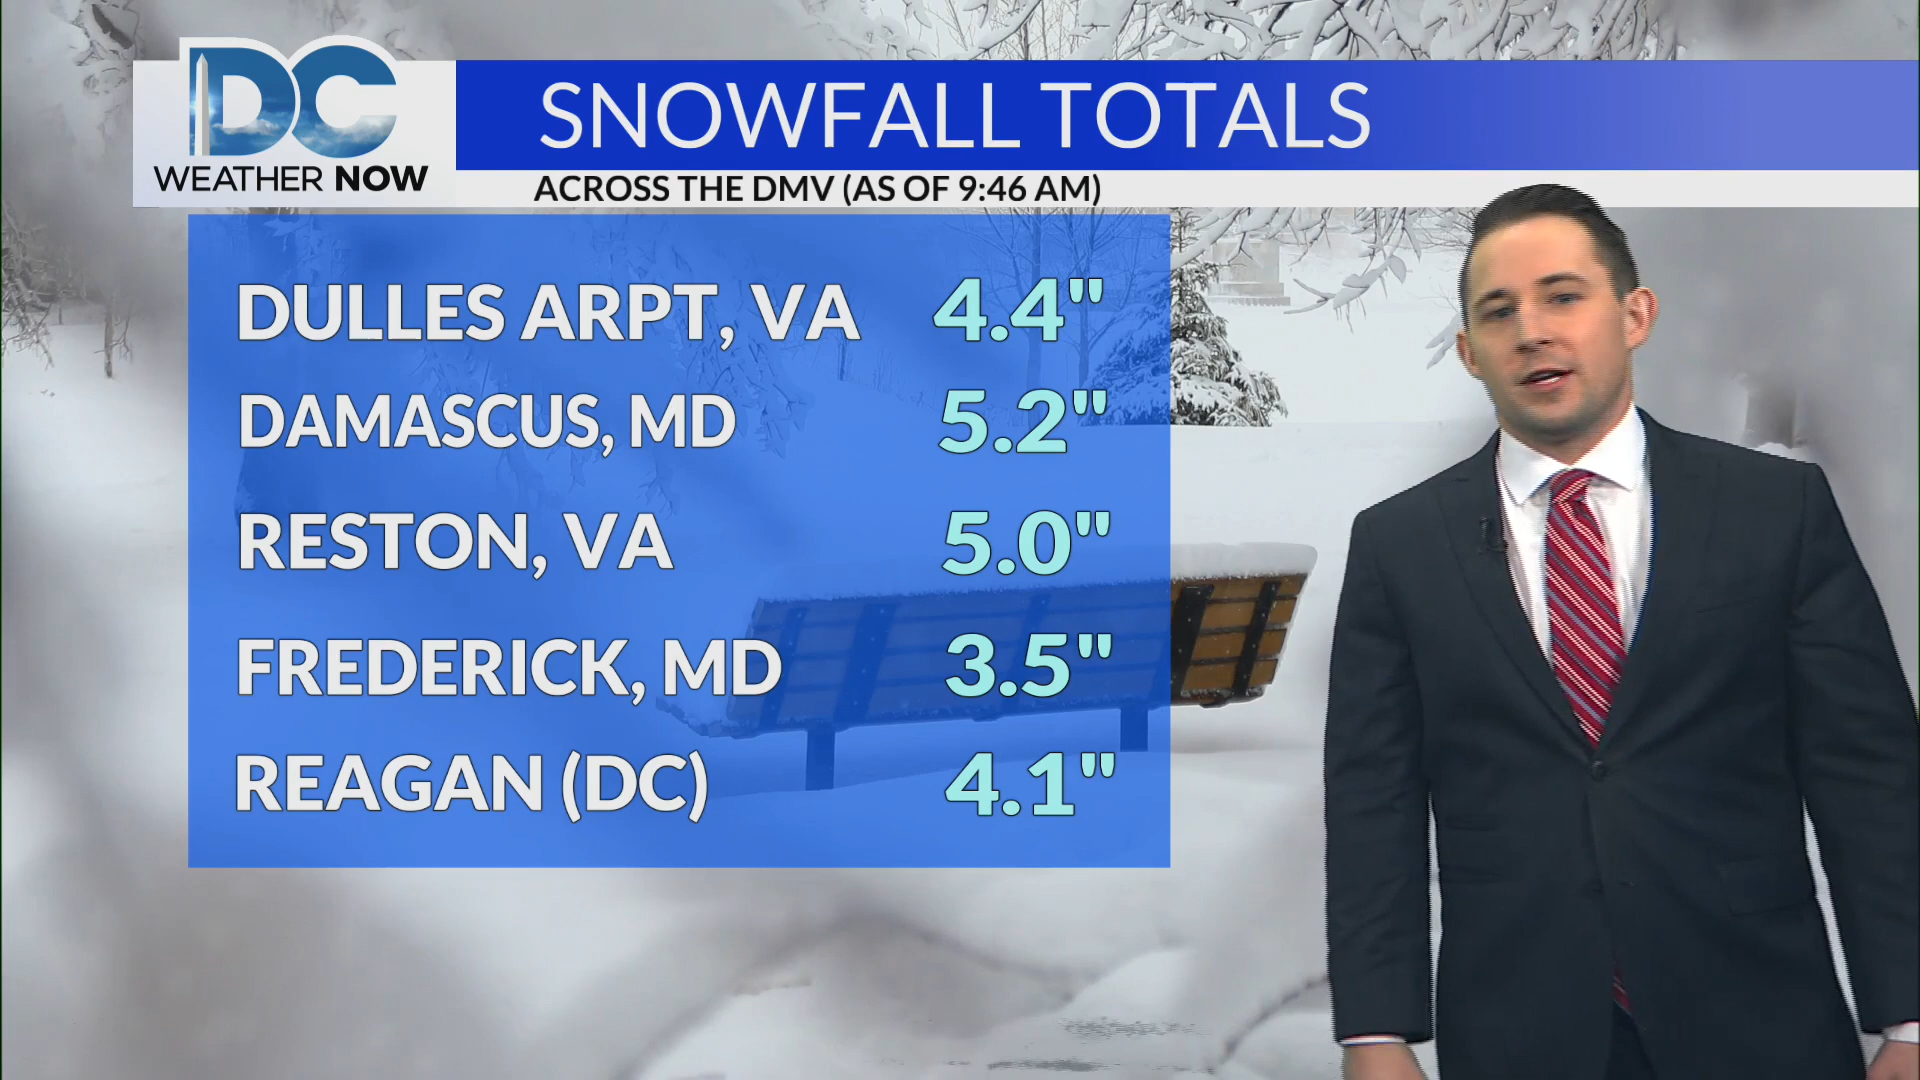 DC
WEATHER NOW
SNOWFALL TOTALS
ACROSS THE DMV (AS OF 9:46 AM)
DULLES ARPT, VA 4.4"
DAMASCUS, MD 5.2"
RESTON, VA 5.0"
FREDERICK, MD 3.5"
REAGAN (DC) 4.1"